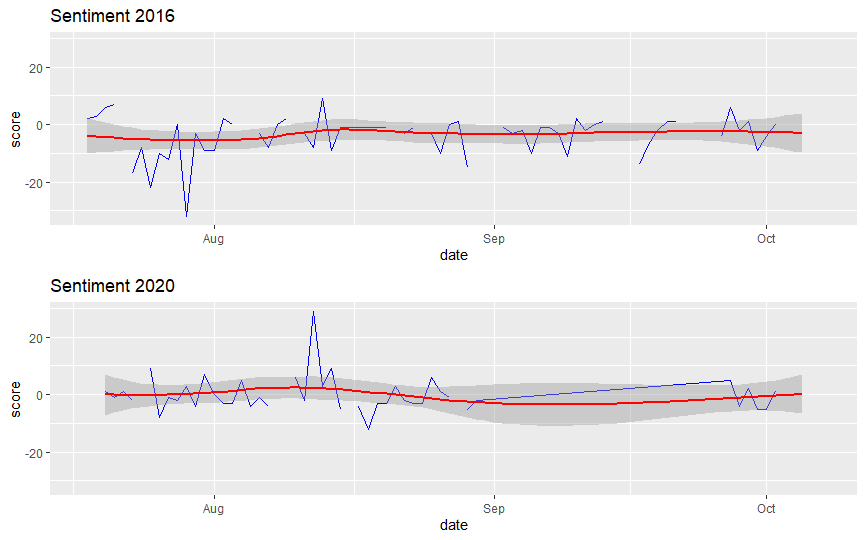 Sentiment 2016
20
0
-20
score
Aug
Sep
Oct
date
Sentiment 2020
20
0
-20
score
Aug
Sep
Oct
date